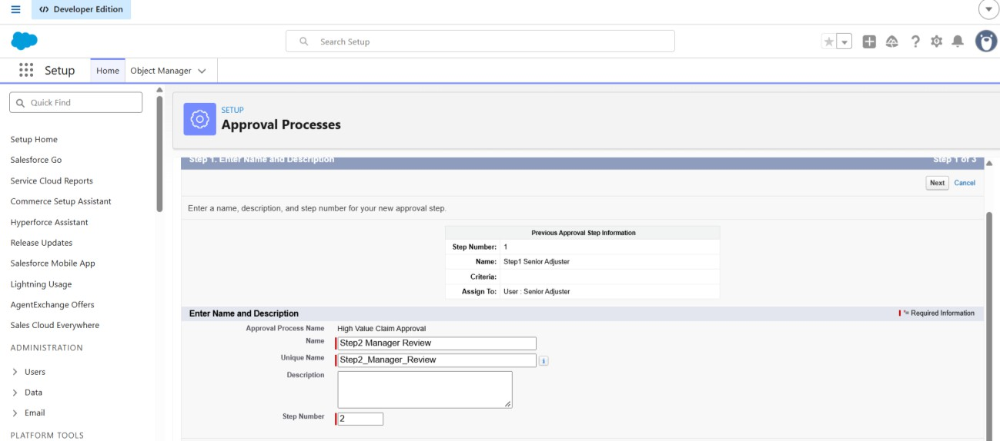 </> Developer Edition
Search Setup
Setup Home Object Manager
Quick Find
Setup Home
Salesforce Go
Service Cloud Reports
Commerce Setup Assistant
Hyperforce Assistant
Release Updates
Salesforce Mobile App
Lightning Usage
AgentExchange Offers
Sales Cloud Everywhere
ADMINISTRATION
Users
Data
Email
PLATFORM TOOLS
SETUP
Approval Processes
Step 1. Enter Name and Description Step 1 of 3
Next Cancel
Enter a name, description, and step number for your new approval step.
Previous Approval Step Information
Step Number: 1
Name: Step1 Senior Adjuster
Criteria:
Assign To: User : Senior Adjuster
Enter Name and Description *= Required Information
Approval Process Name High Value Claim Approval
Name Step2 Manager Review
Unique Name Step2_Manager_Review i
Description
Step Number 2